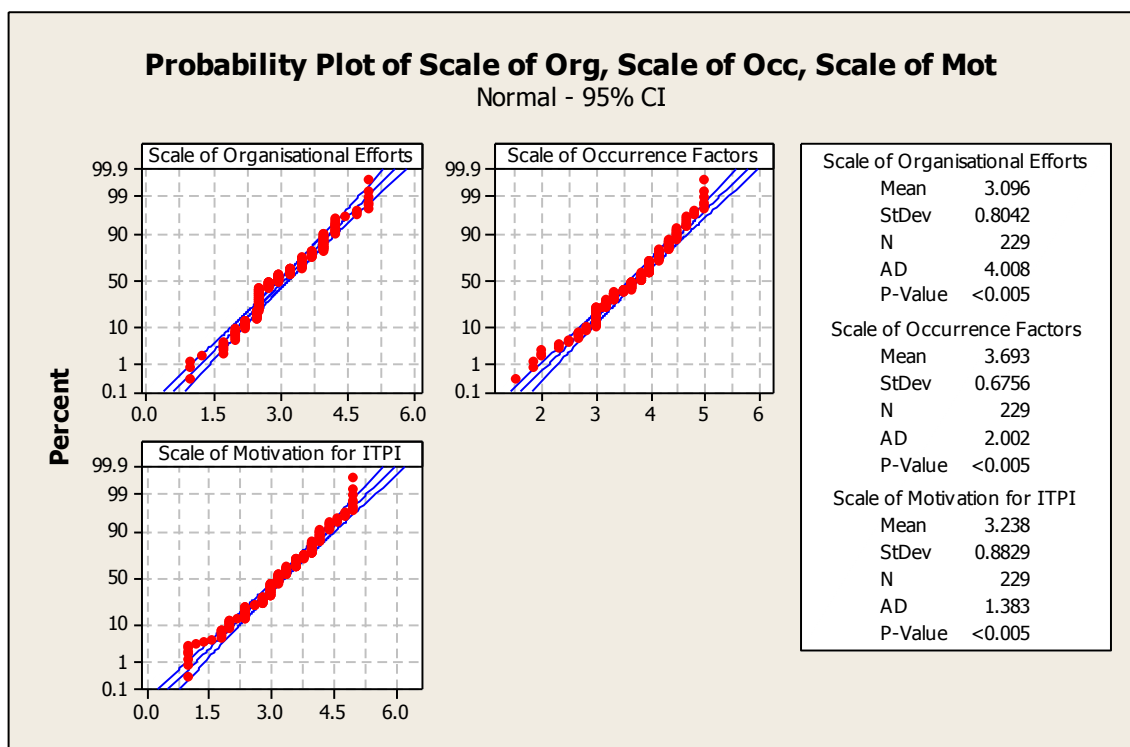 Probability Plot of Scale of Org, Scale of Occ, Scale of Mot
Normal - 95% CI
Percent
Scale of Organisational Efforts
99.9
99
90
50
10
1
0.1
0.0 1.5 3.0 4.5 6.0
Scale of Occurrence Factors
99.9
99
90
50
10
1
0.1
2 3 4 5 6
Scale of Motivation for ITPI
99.9
99
90
50
10
1
0.1
0.0 1.5 3.0 4.5 6.0
Scale of Organisational Efforts
Mean 3.096
StDev 0.8042
N 229
AD 4.008
P-Value <0.005
Scale of Occurrence Factors
Mean 3.693
StDev 0.6756
N 229
AD 2.002
P-Value <0.005
Scale of Motivation for ITPI
Mean 3.238
StDev 0.8829
N 229
AD 1.383
P-Value <0.005